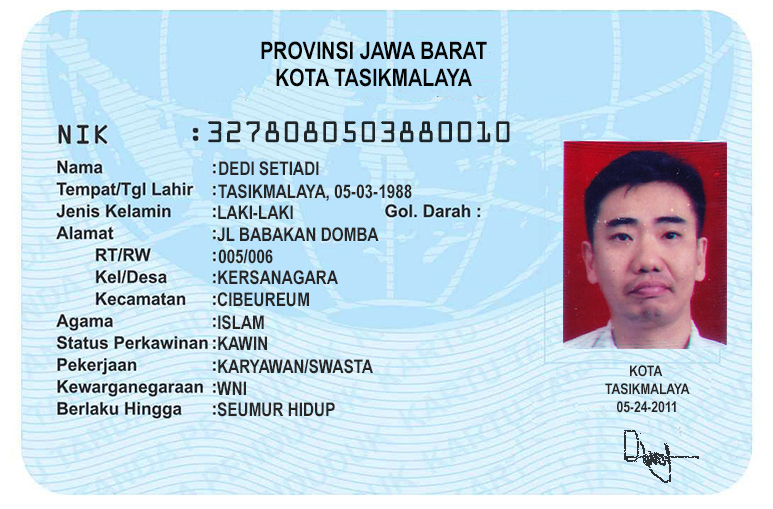 PROVINSI JAWA BARAT
KOTA TASIKMALAYA
NIK :3278080503880010
Nama :DEDI SETIADI
Tempat/Tgl Lahir :TASIKMALAYA, 05-03-1988
Jenis Kelamin :LAKI-LAKI Gol. Darah :
Alamat :JL BABAKAN DOMBA
RT/RW :005/006
Kel/Desa :KERSANAGARA
Kecamatan :CIBEUREUM
Agama :ISLAM
Status Perkawinan :KAWIN
Pekerjaan :KARYAWAN/SWASTA
Kewarganegaraan :WNI
Berlaku Hingga :SEUMUR HIDUP
KOTA
TASIKMALAYA
05-24-2011